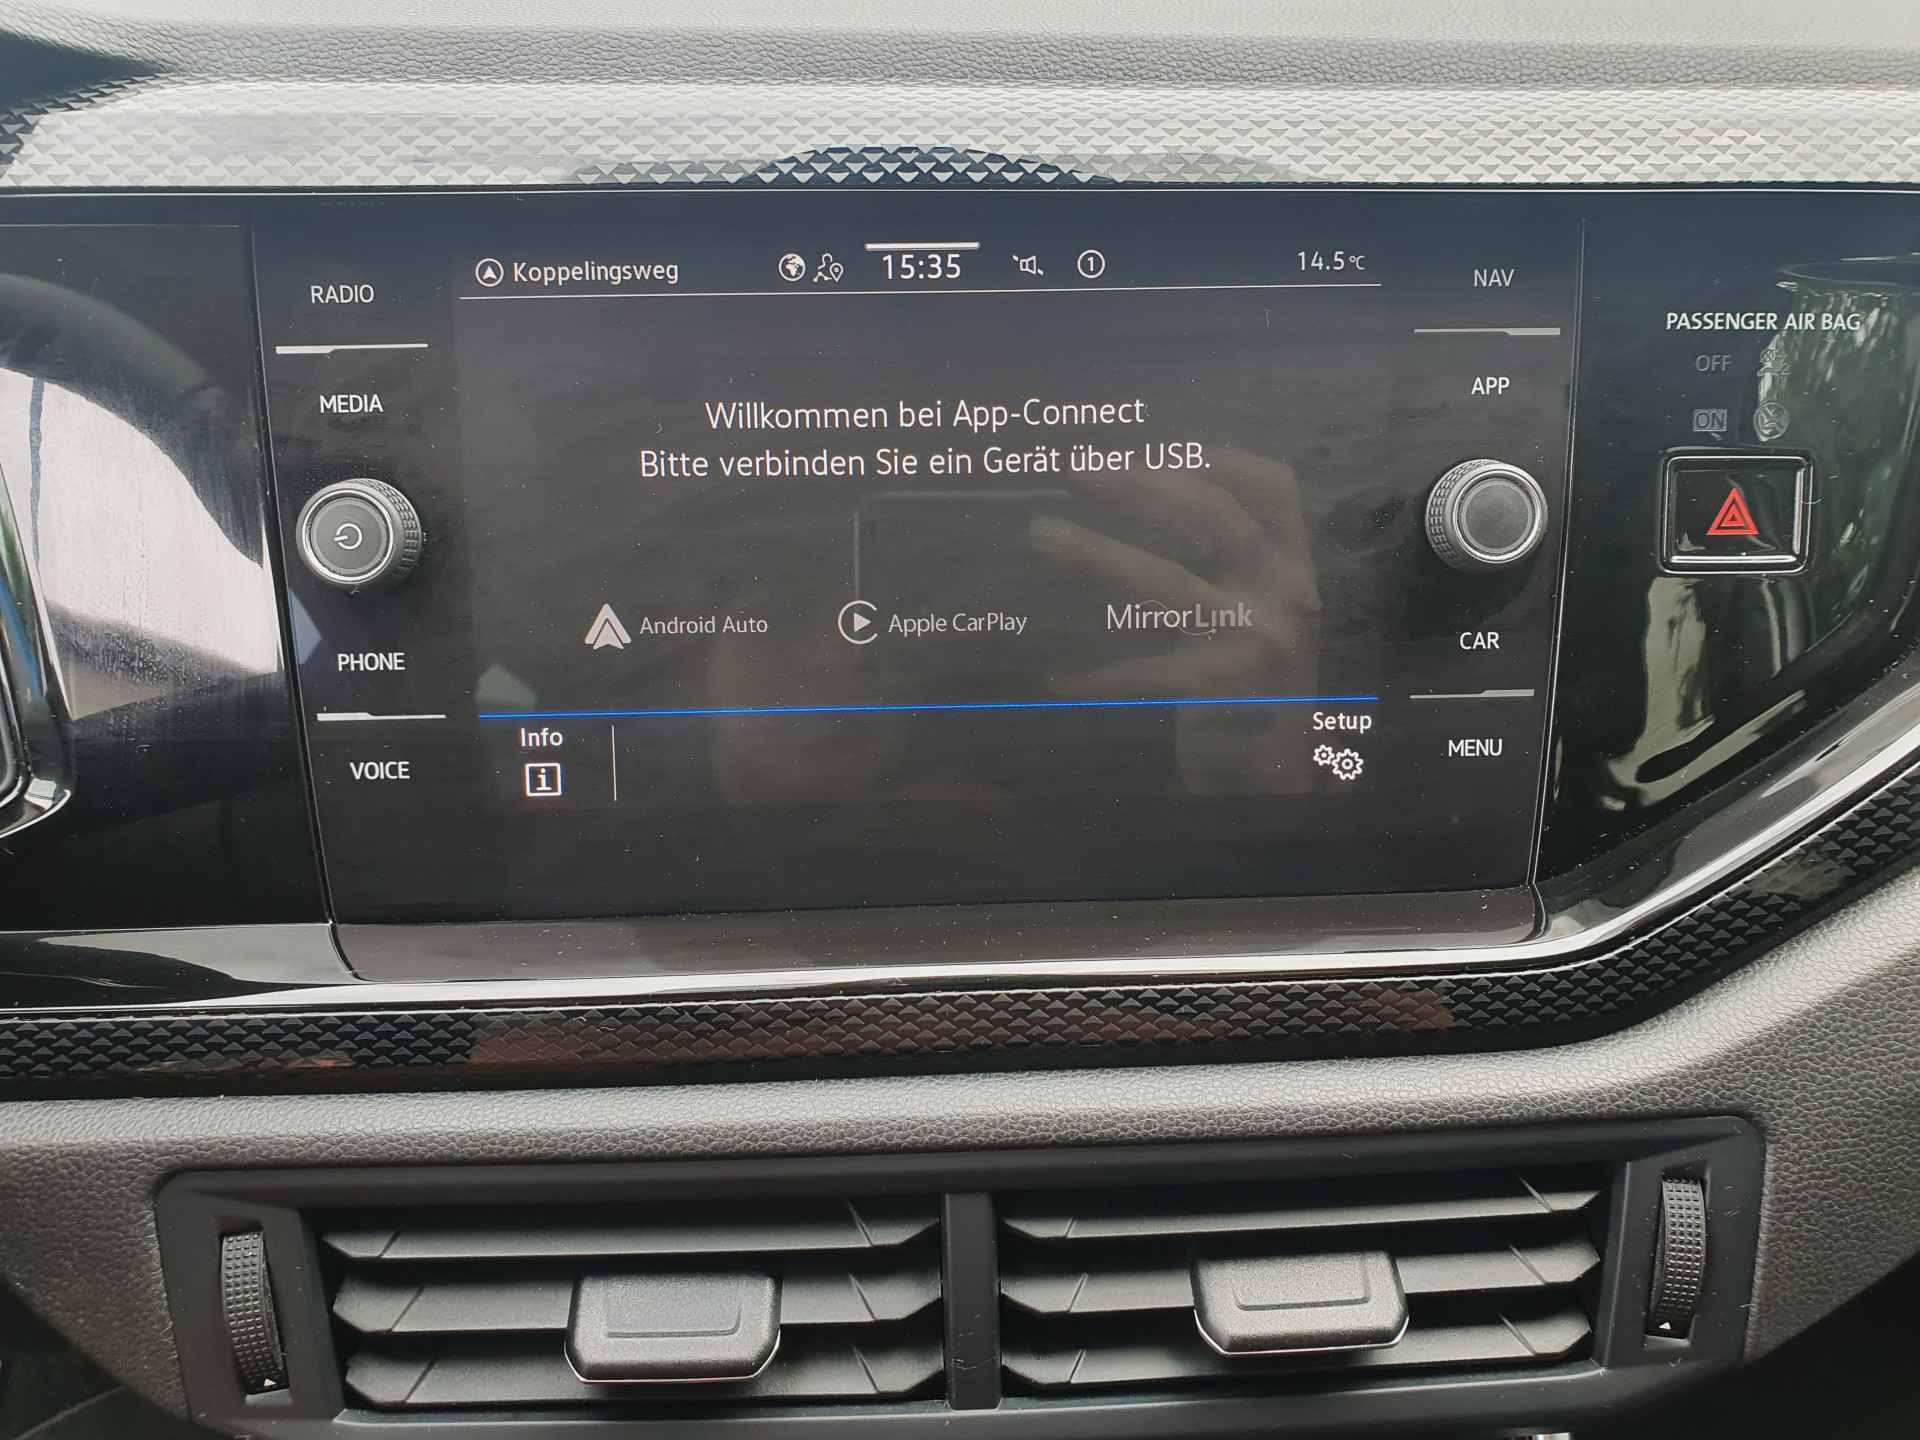 Koppelingsweg
15:35
1
14.5°C
RADIO
MEDIA
PHONE
VOICE
Willkommen bei App-Connect
Bitte verbinden Sie ein Gerät über USB.
Android Auto
Apple CarPlay
MirrorLink
Info
i
Setup
NAV
APP
CAR
MENU
PASSENGER AIR BAG
OFF
ON